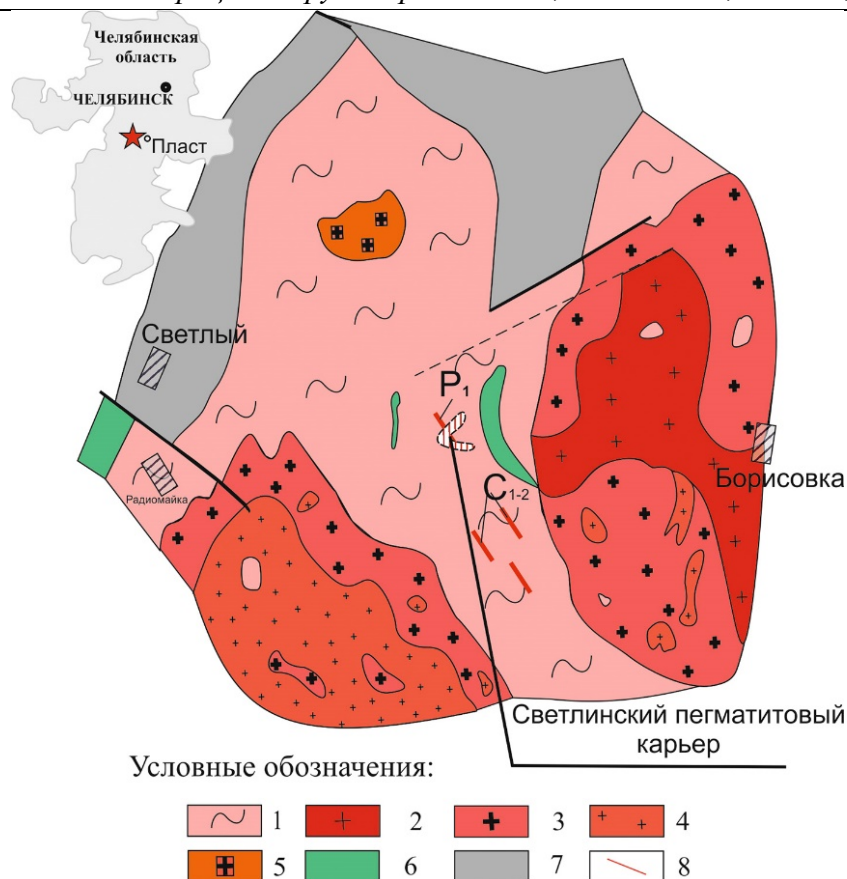 Челябинская
область
ЧЕЛЯБИНСК
Пласт
Светлый
P1
Радиомайка
C1-2
Борисовка
Светлинский пегматитовый
карьер
Условные обозначения:
1 2 3 4
5 6 7 8